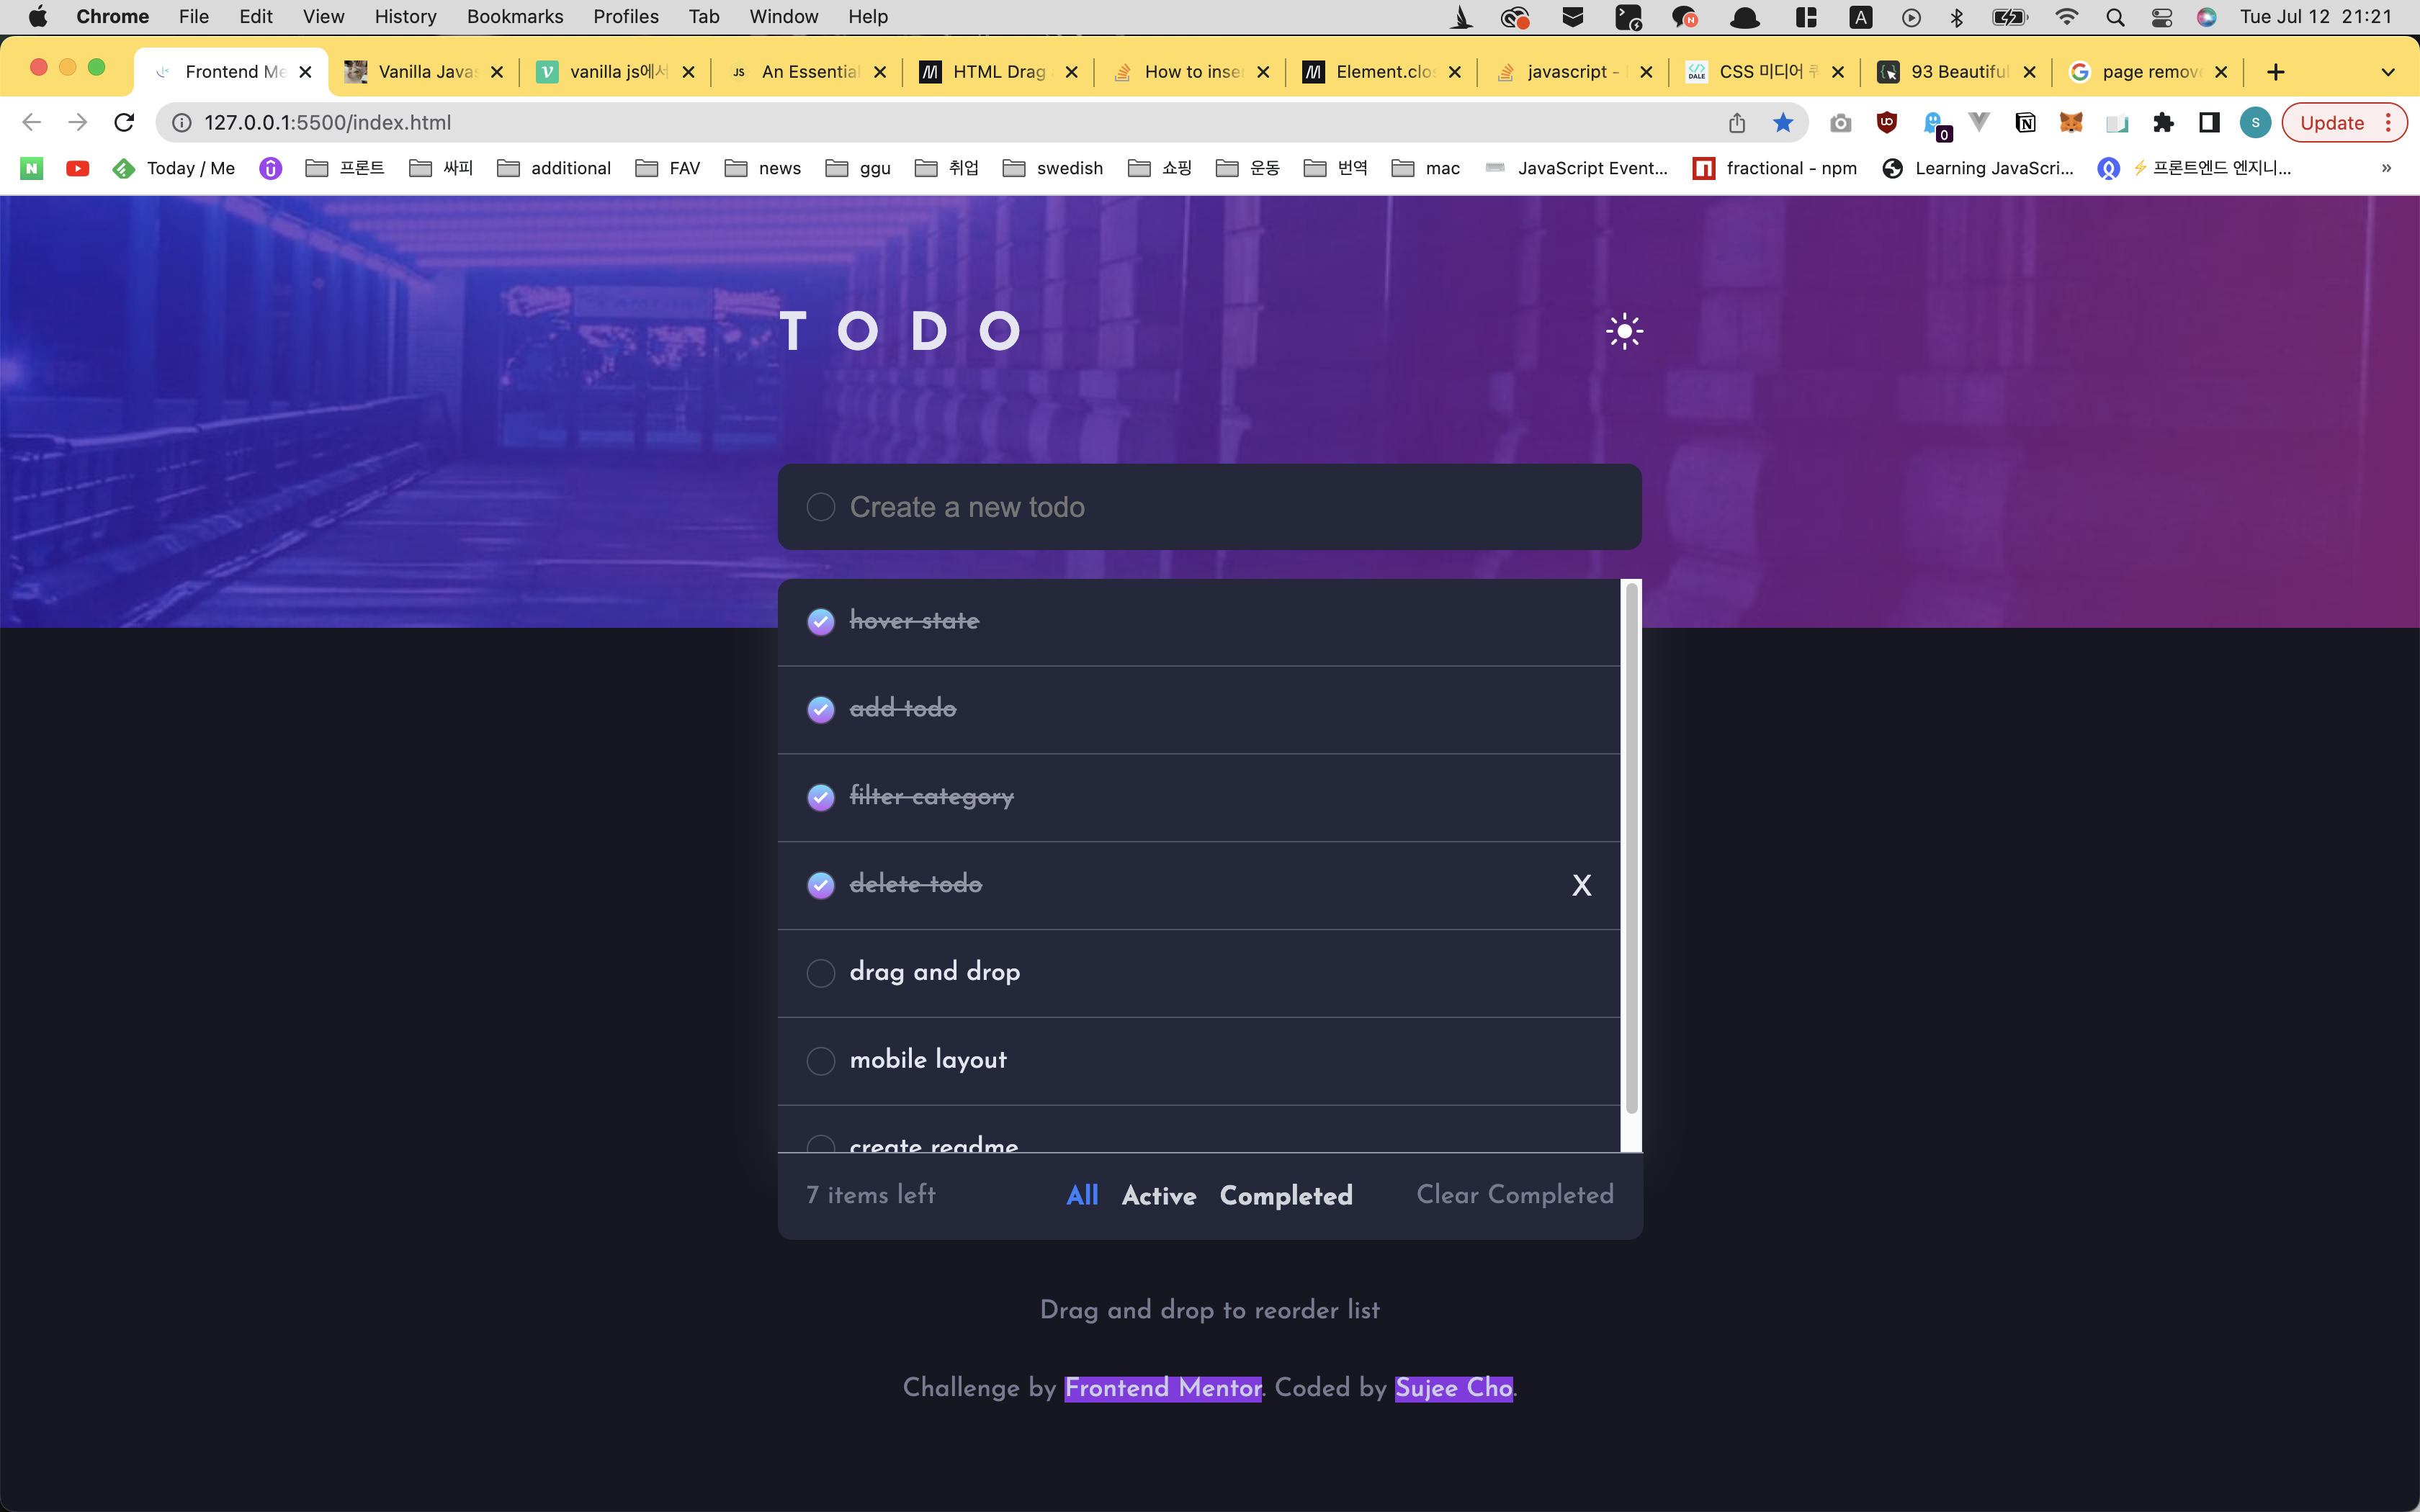 Chrome File Edit View History Bookmarks Profiles Tab Window Help A Tue Jul 12 21:21
Frontend Me Vanilla Javas vanilla js에서 JS An Essential HTML Drag How to inse Element.clo javascript - CSS 미디어 쿼 93 Beautiful page remov
127.0.0.1:5500/index.html 0 S Update
N Today / Me 프론트 싸피 additional FAV news ggu 취업 swedish 쇼핑 운동 번역 mac JavaScript Event... fractional - npm Learning JavaScri... ⚡프론트엔드 엔지니... »
TODO
Create a new todo
hover state
add todo
filter category
delete todo X
drag and drop
mobile layout
create readme
7 items left All Active Completed Clear Completed
Drag and drop to reorder list
Challenge by Frontend Mentor. Coded by Sujee Cho.